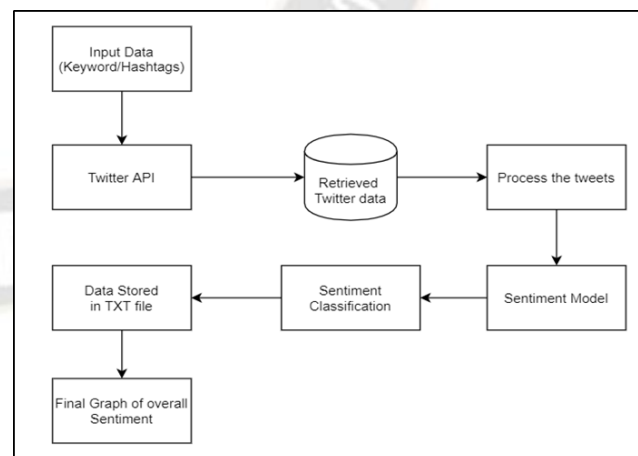 Input Data
(Keyword/Hashtags)
Twitter API
Retrieved
Twitter data
Process the tweets
Sentiment Model
Sentiment
Classification
Data Stored
in TXT file
Final Graph of overall
Sentiment